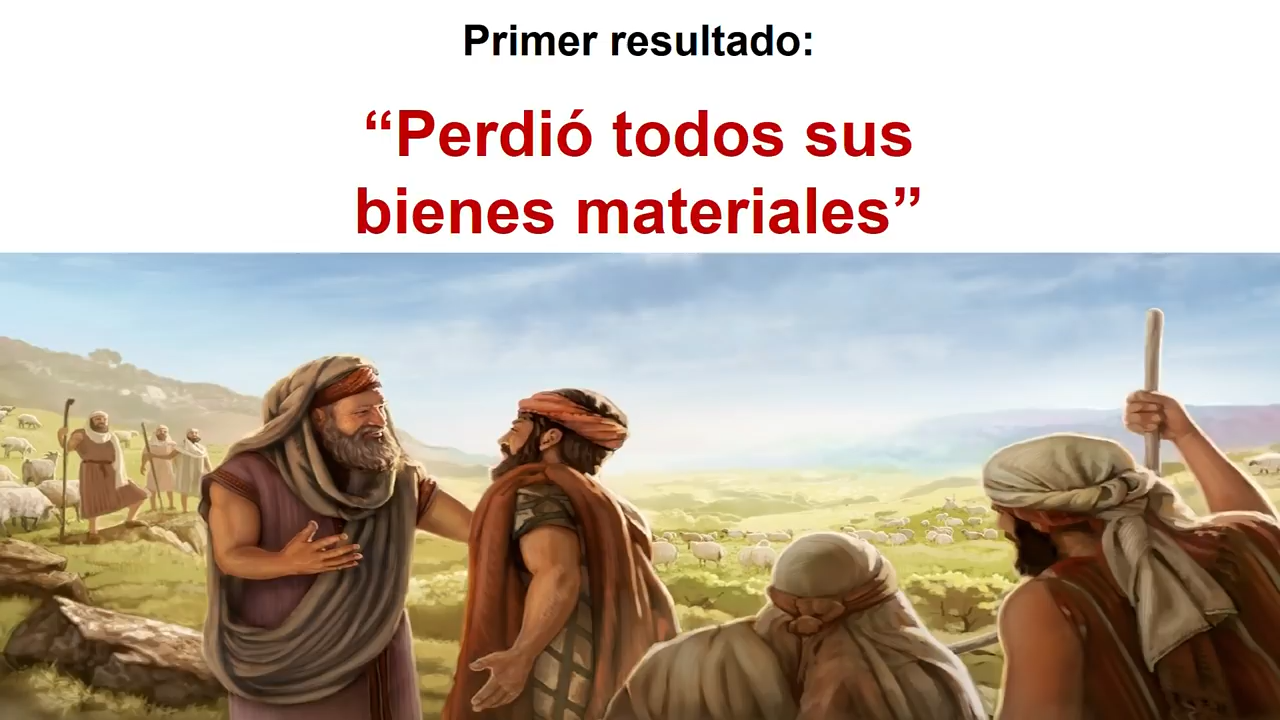 Primer resultado:
“Perdió todos sus
bienes materiales”